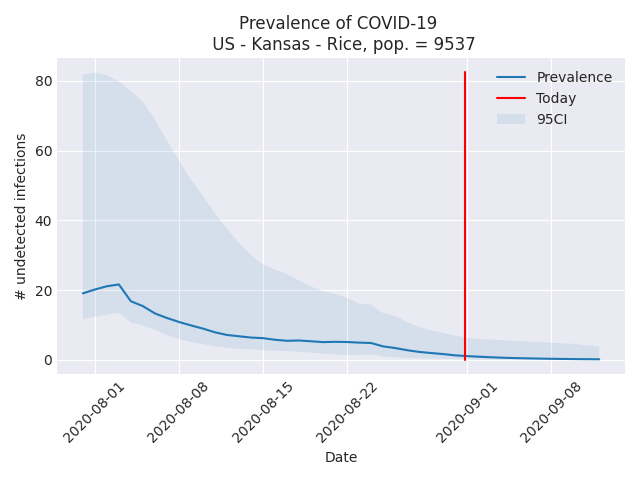 Prevalence of COVID-19
US - Kansas - Rice, pop. = 9537
Prevalence
Today
95CI
# undetected infections
80
60
40
20
0
2020-08-01
2020-08-08
2020-08-15
2020-08-22
2020-09-01
2020-09-08
Date